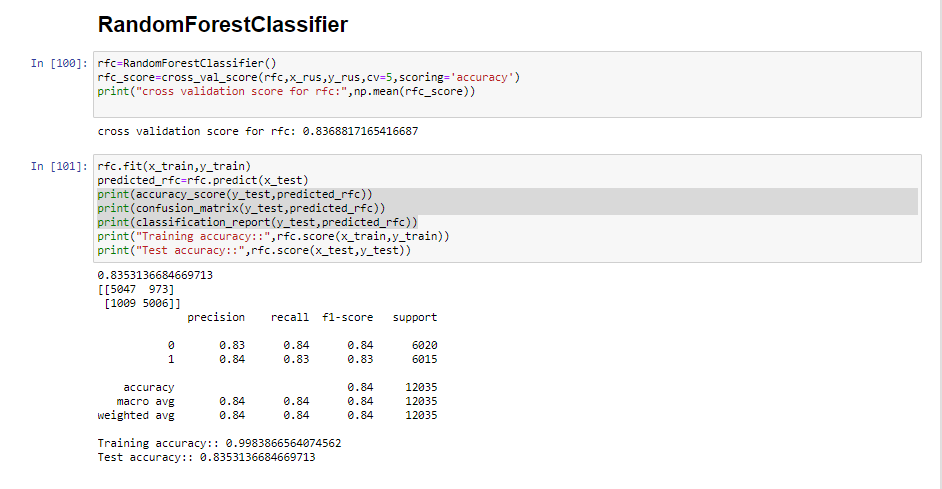 RandomForestClassifier
In [100]: rfc=RandomForestClassifier()
rfc_score=cross_val_score(rfc,x_rus,y_rus,cv=5,scoring='accuracy')
print("cross validation score for rfc:",np.mean(rfc_score))
cross validation score for rfc: 0.8368817165416687
In [101]: rfc.fit(x_train,y_train)
predicted_rfc=rfc.predict(x_test)
print(accuracy_score(y_test,predicted_rfc))
print(confusion_matrix(y_test,predicted_rfc))
print(classification_report(y_test,predicted_rfc))
print("Training accuracy::",rfc.score(x_train,y_train))
print("Test accuracy::",rfc.score(x_test,y_test))
0.8353136684669713
[[5047  973]
 [1009 5006]]
              precision    recall  f1-score   support
           0       0.83      0.84      0.84      6020
           1       0.84      0.83      0.83      6015
    accuracy                           0.84     12035
   macro avg       0.84      0.84      0.84     12035
weighted avg       0.84      0.84      0.84     12035
Training accuracy:: 0.9983866564074562
Test accuracy:: 0.8353136684669713